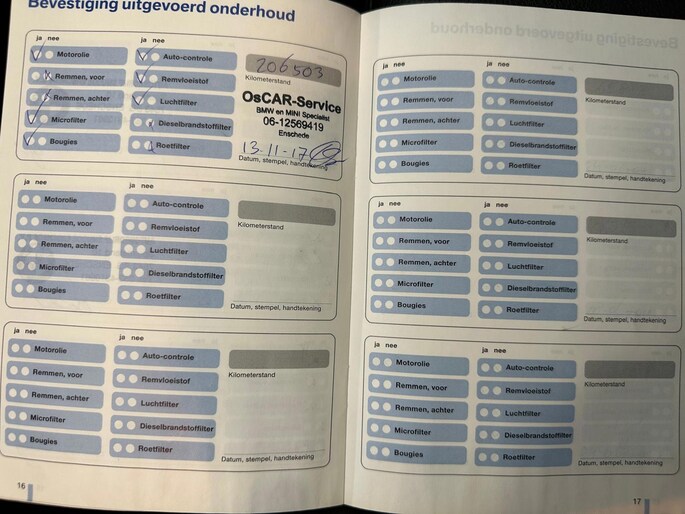 Bevestiging uitgevoerd onderhoud
ja nee
ja nee
Motorolie
Remmen, voor
Remmen, achter
Microfilter
Bougies
Auto-controle
Remvloeistof
Luchtfilter
Dieselbrandstoffilter
Roetfilter
206503
Kilometerstand
OsCAR-Service
BMW en MINI Specialist
06-12569419
Enschede
13-11-17
Datum, stempel, handtekening
ja nee
ja nee
Motorolie
Remmen, voor
Remmen, achter
Microfilter
Bougies
Auto-controle
Remvloeistof
Luchtfilter
Dieselbrandstoffilter
Roetfilter
Kilometerstand
Datum, stempel, handtekening
ja nee
ja nee
Motorolie
Remmen, voor
Remmen, achter
Microfilter
Bougies
Auto-controle
Remvloeistof
Luchtfilter
Dieselbrandstoffilter
Roetfilter
Kilometerstand
Datum, stempel, handtekening
16
ja nee
ja nee
Motorolie
Remmen, voor
Remmen, achter
Microfilter
Bougies
Auto-controle
Remvloeistof
Luchtfilter
Dieselbrandstoffilter
Roetfilter
Kilometerstand
Datum, stempel, handtekening
ja nee
ja nee
Motorolie
Remmen, voor
Remmen, achter
Microfilter
Bougies
Auto-controle
Remvloeistof
Luchtfilter
Dieselbrandstoffilter
Roetfilter
Kilometerstand
Datum, stempel, handtekening
ja nee
ja nee
Motorolie
Remmen, voor
Remmen, achter
Microfilter
Bougies
Auto-controle
Remvloeistof
Luchtfilter
Dieselbrandstoffilter
Roetfilter
Kilometerstand
Datum, stempel, handtekening
17